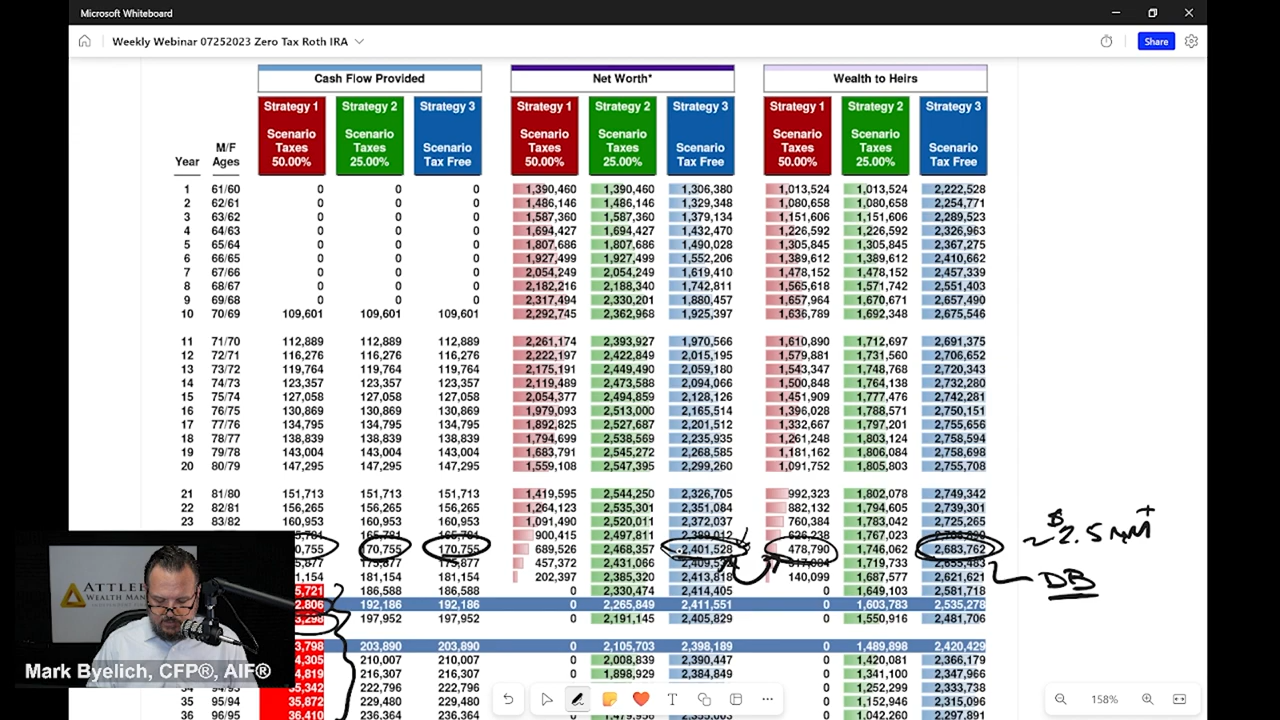 Microsoft Whiteboard
Weekly Webinar 07252023 Zero Tax Roth IRA
Share
Cash Flow Provided Net Worth* Wealth to Heirs
Strategy 1 Strategy 2 Strategy 3 Strategy 1 Strategy 2 Strategy 3 Strategy 1 Strategy 2 Strategy 3
Scenario Scenario Scenario Scenario Scenario Scenario Scenario Scenario Scenario
Year M/F Ages Taxes 50.00% Taxes 25.00% Tax Free Taxes 50.00% Taxes 25.00% Tax Free Taxes 50.00% Taxes 25.00% Tax Free
1 61/60 0 0 0 1,390,460 1,390,460 1,306,380 1,013,524 1,013,524 2,222,528
2 62/61 0 0 0 1,486,146 1,486,146 1,329,348 1,080,658 1,080,658 2,254,771
3 63/62 0 0 0 1,587,360 1,587,360 1,379,134 1,151,606 1,151,606 2,289,523
4 64/63 0 0 0 1,694,427 1,694,427 1,432,470 1,226,592 1,226,592 2,326,963
5 65/64 0 0 0 1,807,686 1,807,686 1,490,028 1,305,845 1,305,845 2,367,275
6 66/65 0 0 0 1,927,499 1,927,499 1,552,206 1,389,612 1,389,612 2,410,662
7 67/66 0 0 0 2,054,249 2,054,249 1,619,410 1,478,152 1,478,152 2,457,339
8 68/67 0 0 0 2,182,216 2,188,340 1,742,811 1,565,618 1,571,742 2,551,403
9 69/68 0 0 0 2,317,494 2,330,201 1,880,457 1,657,964 1,670,671 2,657,490
10 70/69 109,601 109,601 109,601 2,292,745 2,362,968 1,925,397 1,636,789 1,692,348 2,675,546
11 71/70 112,889 112,889 112,889 2,261,174 2,393,927 1,970,566 1,610,890 1,712,697 2,691,375
12 72/71 116,276 116,276 116,276 2,222,197 2,422,849 2,015,195 1,579,881 1,731,560 2,706,652
13 73/72 119,764 119,764 119,764 2,175,191 2,449,490 2,059,180 1,543,347 1,748,768 2,720,343
14 74/73 123,357 123,357 123,357 2,119,489 2,473,588 2,094,066 1,500,848 1,764,138 2,732,280
15 75/74 127,058 127,058 127,058 2,054,377 2,494,859 2,128,126 1,451,909 1,777,476 2,742,281
16 76/75 130,869 130,869 130,869 1,979,093 2,513,000 2,165,514 1,396,028 1,788,571 2,750,151
17 77/76 134,795 134,795 134,795 1,892,825 2,527,687 2,201,512 1,332,667 1,797,201 2,755,656
18 78/77 138,839 138,839 138,839 1,794,699 2,538,569 2,235,935 1,261,248 1,803,124 2,758,594
19 79/78 143,004 143,004 143,004 1,683,791 2,545,272 2,268,585 1,181,162 1,806,084 2,758,698
20 80/79 147,295 147,295 147,295 1,559,108 2,547,395 2,299,260 1,091,752 1,805,803 2,755,708
21 81/80 151,713 151,713 151,713 1,419,595 2,544,250 2,326,705 992,323 1,802,078 2,749,342
22 82/81 156,265 156,265 156,265 1,264,123 2,535,301 2,351,084 882,132 1,794,605 2,739,301
23 83/82 160,953 160,953 160,953 1,091,490 2,520,011 2,372,037 760,384 1,783,042 2,725,265
900,415 2,497,811 1,767,023
170,755 170,755 689,526 2,468,357 2,401,528 478,790 1,746,062 2,683,762
457,372 2,431,066 1,719,733
181,154 181,154 202,397 2,385,320 2,413,818 140,099 1,687,577 2,621,621
186,588 186,588 0 2,330,474 2,414,405 0 1,649,103 2,581,718
192,186 192,186 0 2,265,849 2,411,551 0 1,603,783 2,535,278
197,952 197,952 0 2,191,145 2,405,829 0 1,550,916 2,481,706
203,890 203,890 0 2,105,703 2,398,189 0 1,489,898 2,420,429
210,007 210,007 0 2,008,839 2,390,447 0 1,420,081 2,366,179
216,307 216,307 0 1,898,929 2,384,849 0 1,341,100 2,347,966
222,796 222,796 1,252,299 2,333,738
35 95/94 35,872 229,480 229,480 1,152,946 2,315,096
36 96/95 36,410 236,364 236,364 1,042,260 2,297,891
~$2.5MM+
DB
ATTLE
WEALTH MAN
Mark Byelich, CFP®, AIF®
158%